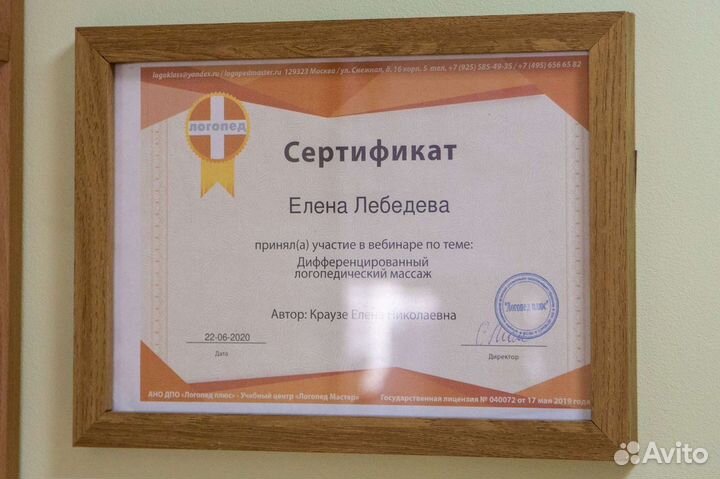 logoklass@yandex.ru / logopedmaster.ru 129323 Москва / ул. Снежная, д. 16 корп. 5 тел. +7 (925) 585-49-35 / +7 (495) 656 65 82
логопед
Сертификат
Елена Лебедева
принял(а) участие в вебинаре по теме:
Дифференцированный
логопедический массаж
Автор: Краузе Елена Николаевна
"Логопед плюс"
22-06-2020
Дата
Директор
АНО ДПО «Логопед плюс» - Учебный центр «Логопед Мастер»
Государственная лицензия № 040072 от 17 мая 2019 года
Avito